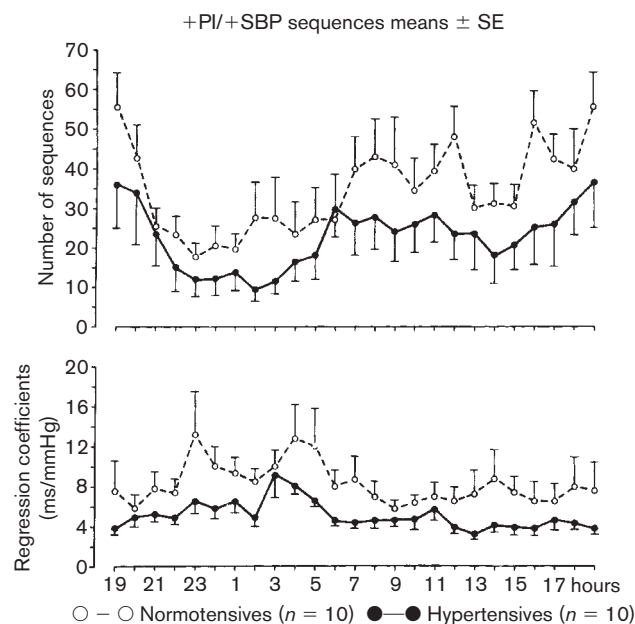 +PI/+SBP sequences means ± SE
Number of sequences
70
60
50
40
30
20
10
0
Regression coefficients
(ms/mmHg)
20
16
12
8
4
0
19 21 23 1 3 5 7 9 11 13 15 17 hours
○ – ○ Normotensives (n = 10) ●–● Hypertensives (n = 10)